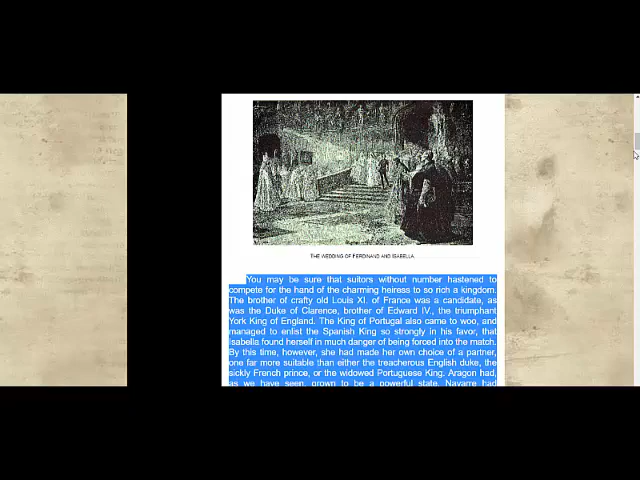 THE WEDDING OF FERDINAND AND ISABELLA.
You may be sure that suitors without number hastened to
compete for the hand of the charming heiress to so rich a kingdom.
The brother of crafty old Louis XI. of France was a candidate, as
was the Duke of Clarence, brother of Edward IV., the triumphant
York King of England. The King of Portugal also came to woo, and
managed to enlist the Spanish King so strongly in his favor, that
Isabella found herself in much danger of being forced into the match.
By this time, however, she had made her own choice of a partner,
one far more suitable than either the treacherous English duke, the
sickly French prince, or the widowed Portuguese King. Aragon had,
as we have seen, grown to be a powerful state. Navarre had